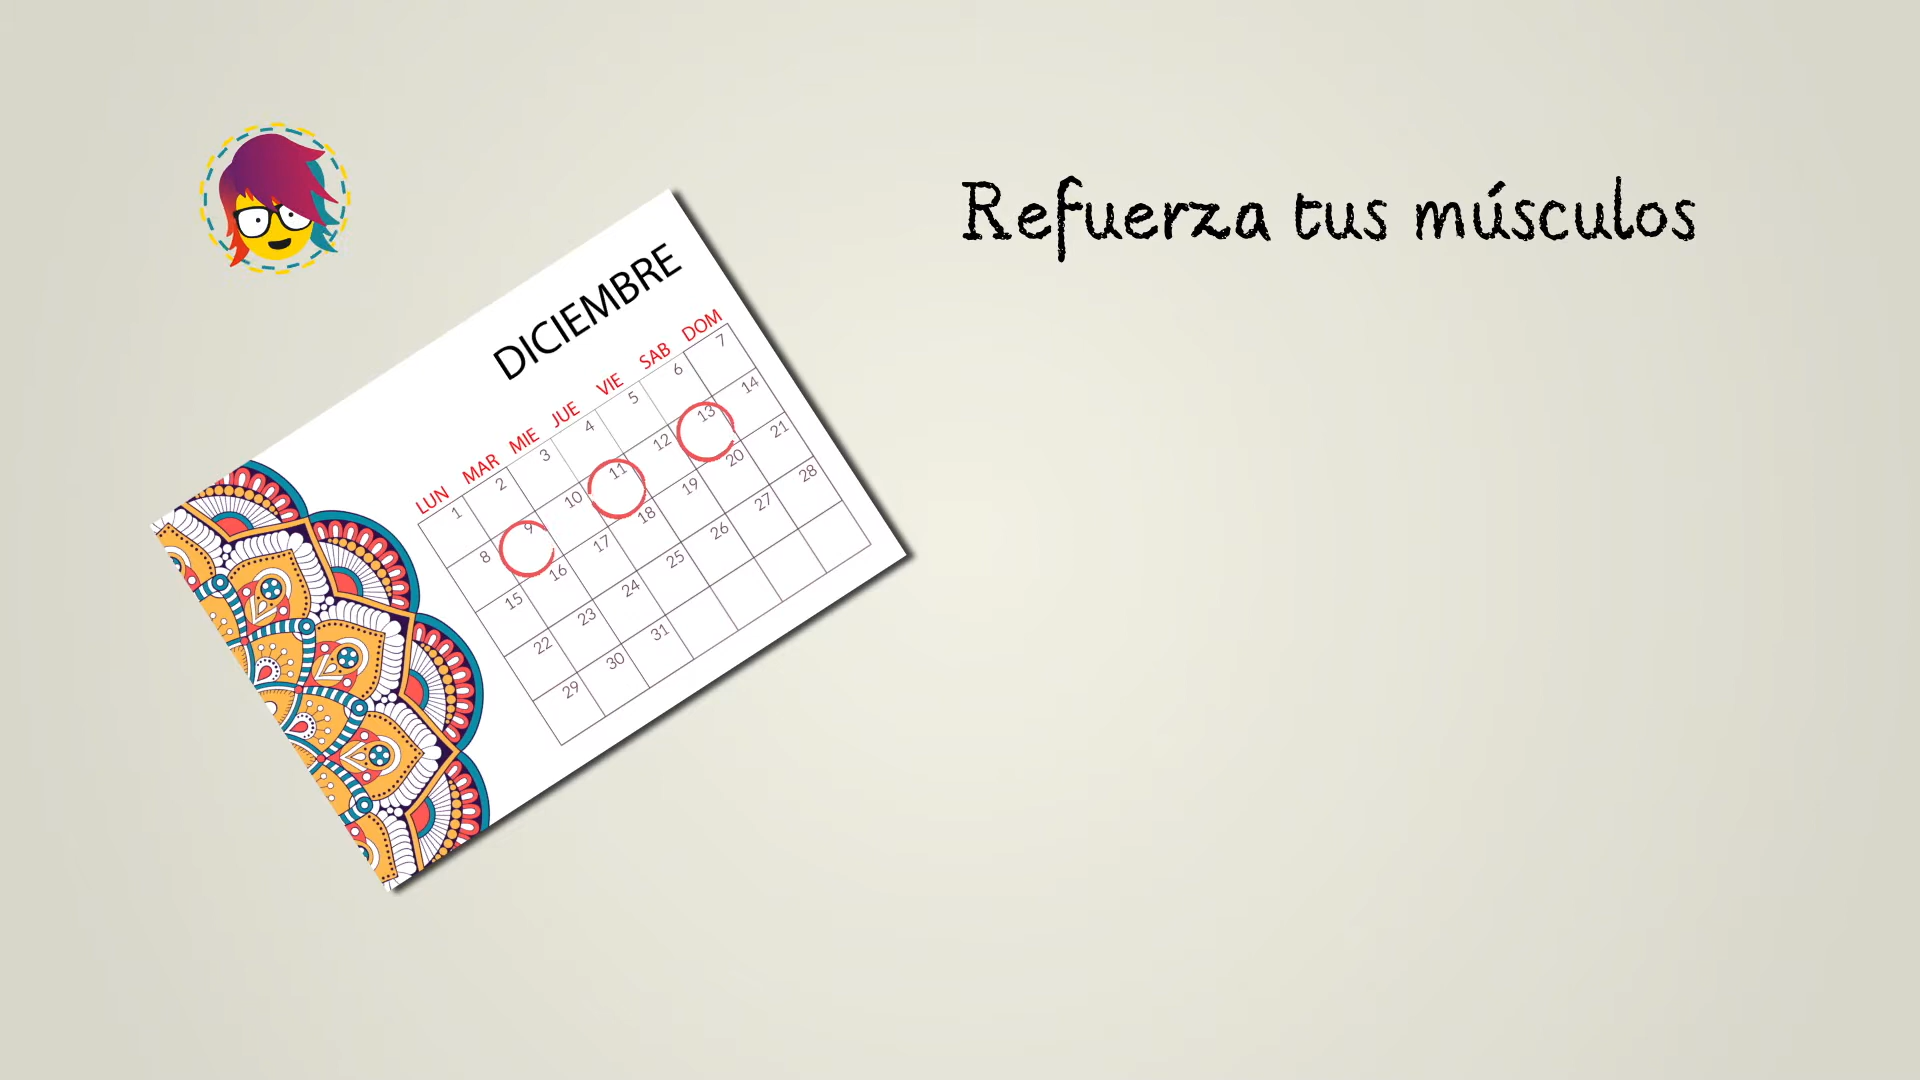 Refuerza tus músculos
DICIEMBRE
LUN MAR MIE JUE VIE SAB DOM
1 2 3 4 5 6 7
8 9 10 11 12 13 14
15 16 17 18 19 20 21
22 23 24 25 26 27 28
29 30 31